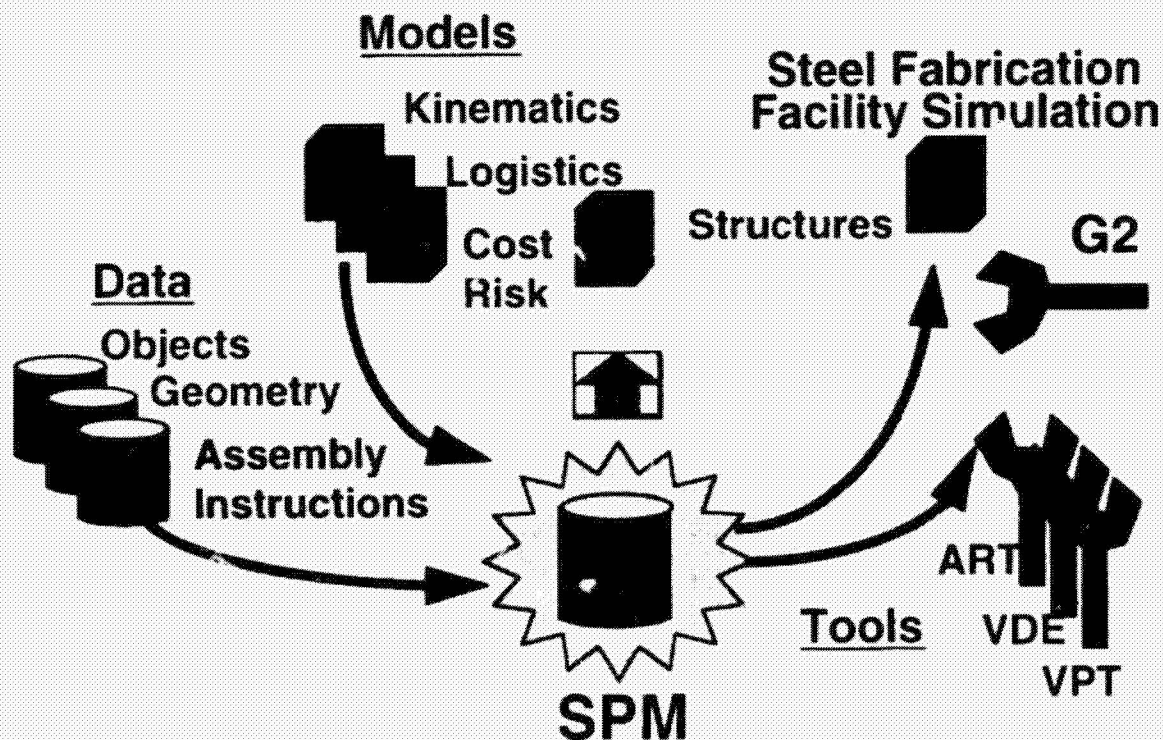 Models
Kinematics
Logistics
Cost
Risk
Steel Fabrication
Facility Simulation
Structures
G2
Data
Objects
Geometry
Assembly
Instructions
SPM
Tools
ART
VDE
VPT